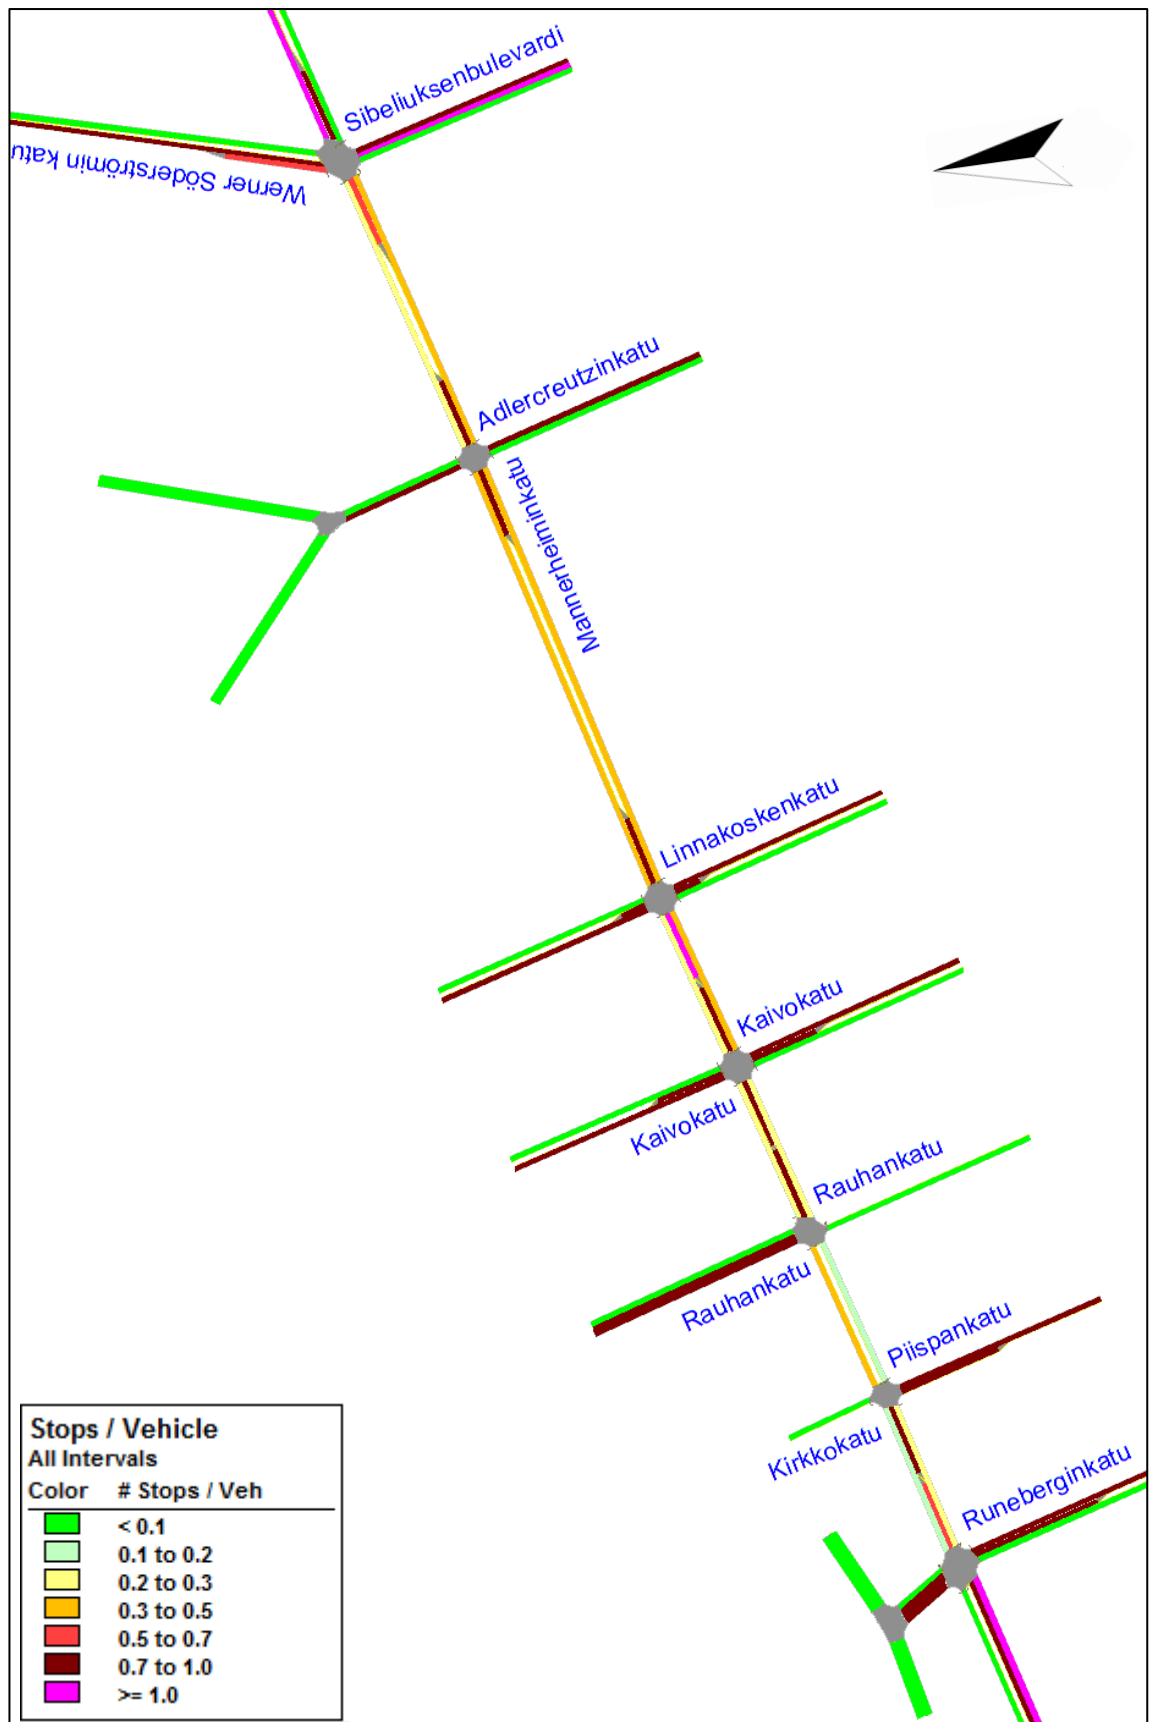 Sibeliuksenbulevardi
Werner Söderströmin katu
Adlercreutzinkatu
Mannerheiminkatu
Linnakoskenkatu
Kaivokatu
Kaivokatu
Rauhankatu
Rauhankatu
Piispankatu
Kirkkokatu
Runeberginkatu
Stops / Vehicle
All Intervals
Color # Stops / Veh
< 0.1
0.1 to 0.2
0.2 to 0.3
0.3 to 0.5
0.5 to 0.7
0.7 to 1.0
>= 1.0